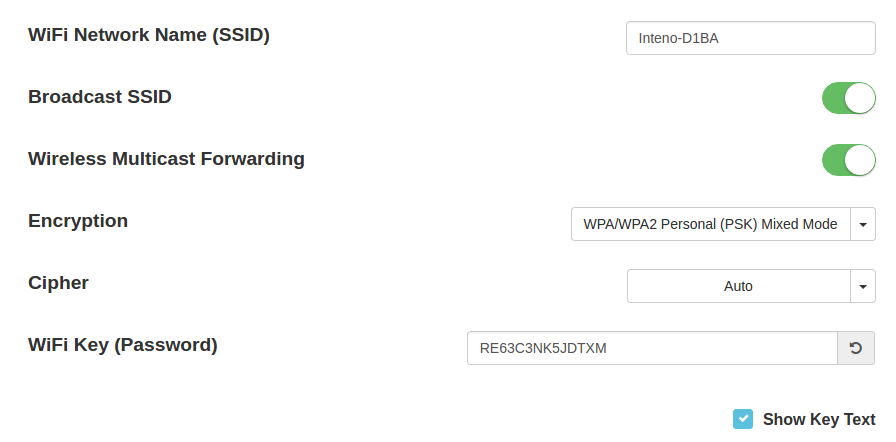 WiFi Network Name (SSID) Inteno-D1BA
Broadcast SSID
Wireless Multicast Forwarding
Encryption WPA/WPA2 Personal (PSK) Mixed Mode
Cipher Auto
WiFi Key (Password) RE63C3NK5JDTXM
Show Key Text